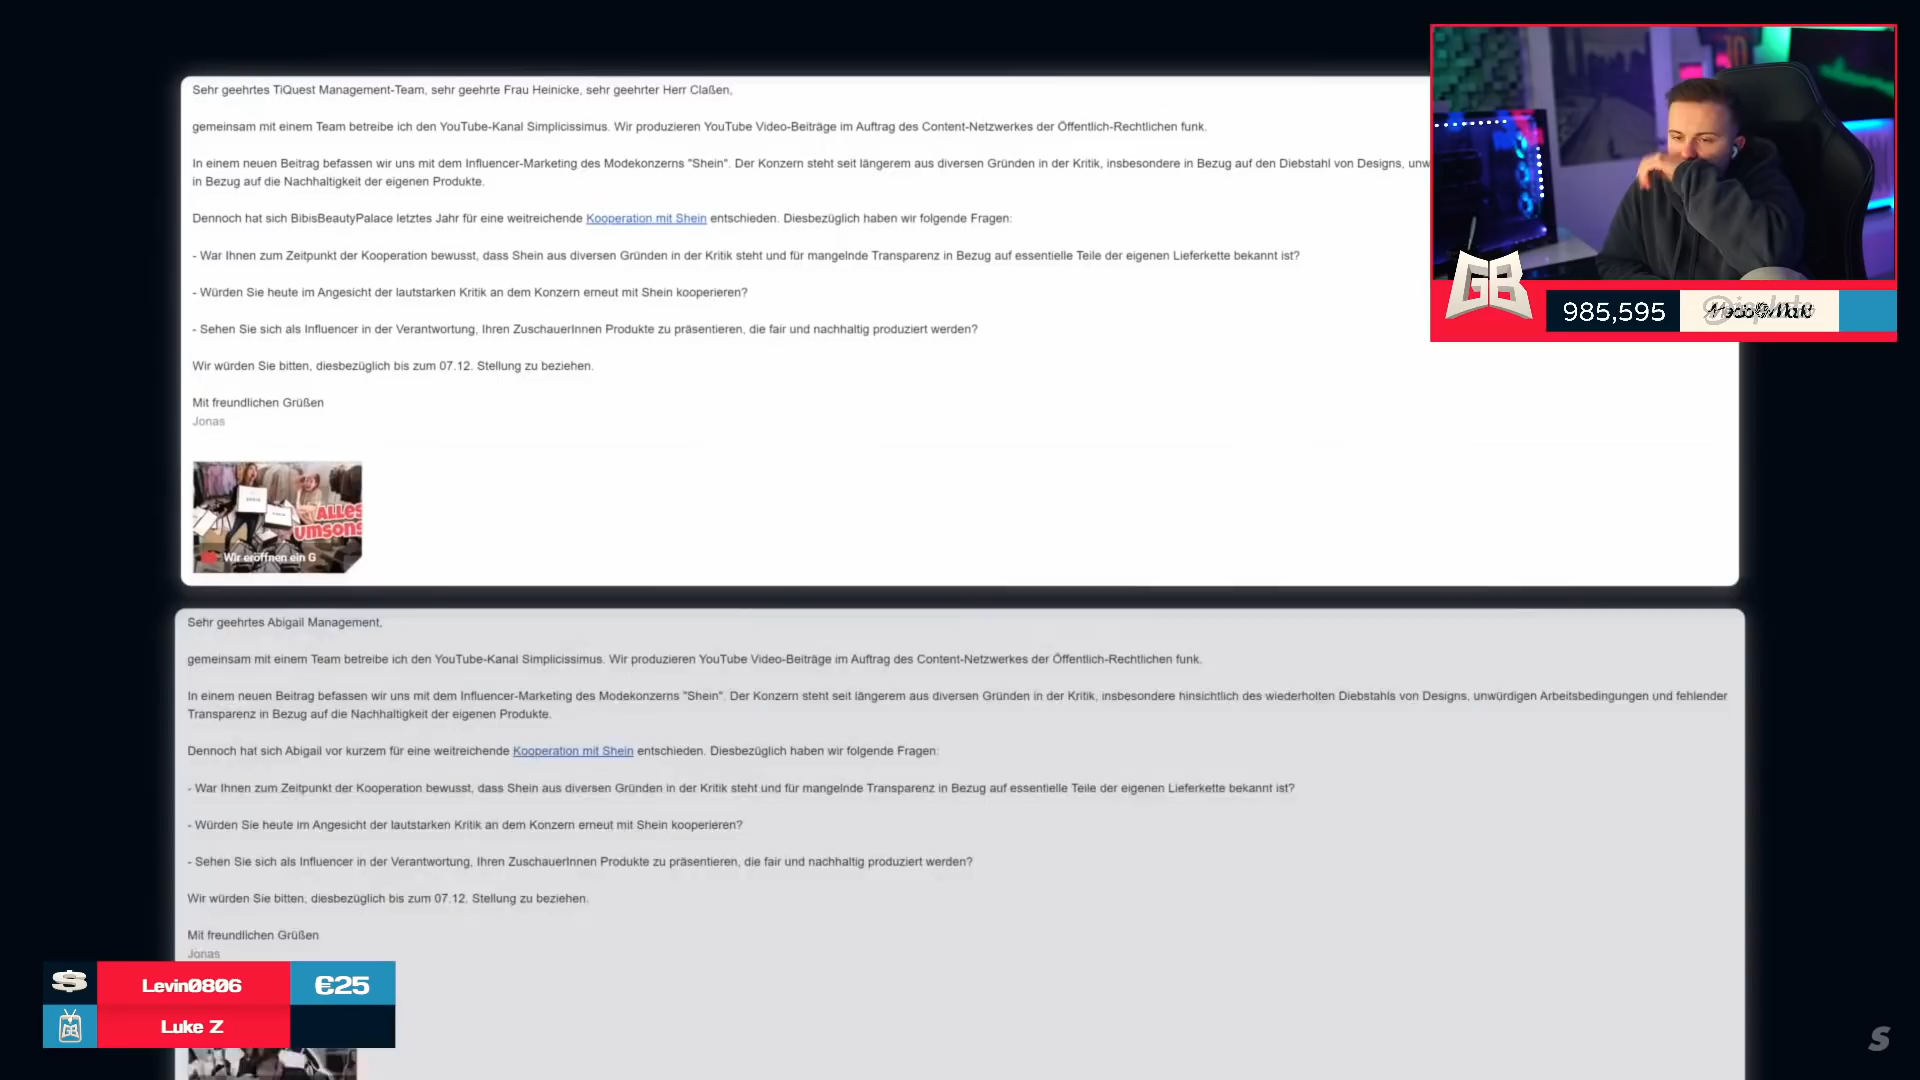 Sehr geehrtes TiQuest Management-Team, sehr geehrte Frau Heinicke, sehr geehrter Herr Claßen,
gemeinsam mit einem Team betreibe ich den YouTube-Kanal Simplicissimus. Wir produzieren YouTube Video-Beiträge im Auftrag des Content-Netzwerkes der Öffentlich-Rechtlichen funk.
In einem neuen Beitrag befassen wir uns mit dem Influencer-Marketing des Modekonzerns "Shein". Der Konzern steht seit längerem aus diversen Gründen in der Kritik, insbesondere in Bezug auf den Diebstahl von Designs, unw
in Bezug auf die Nachhaltigkeit der eigenen Produkte.
Dennoch hat sich BibisBeautyPalace letztes Jahr für eine weitreichende Kooperation mit Shein entschieden. Diesbezüglich haben wir folgende Fragen:
- War Ihnen zum Zeitpunkt der Kooperation bewusst, dass Shein aus diversen Gründen in der Kritik steht und für mangelnde Transparenz in Bezug auf essentielle Teile der eigenen Lieferkette bekannt ist?
- Würden Sie heute im Angesicht der lautstarken Kritik an dem Konzern erneut mit Shein kooperieren?
- Sehen Sie sich als Influencer in der Verantwortung, Ihren ZuschauerInnen Produkte zu präsentieren, die fair und nachhaltig produziert werden?
Wir würden Sie bitten, diesbezüglich bis zum 07.12. Stellung zu beziehen.
Mit freundlichen Grüßen
Jonas
ALLES
UMSONS
Wir eröffnen ein G
GB
985,595
Sehr geehrtes Abigail Management,
gemeinsam mit einem Team betreibe ich den YouTube-Kanal Simplicissimus. Wir produzieren YouTube Video-Beiträge im Auftrag des Content-Netzwerkes der Öffentlich-Rechtlichen funk.
In einem neuen Beitrag befassen wir uns mit dem Influencer-Marketing des Modekonzerns "Shein". Der Konzern steht seit längerem aus diversen Gründen in der Kritik, insbesondere hinsichtlich des wiederholten Diebstahls von Designs, unwürdigen Arbeitsbedingungen und fehlender
Transparenz in Bezug auf die Nachhaltigkeit der eigenen Produkte.
Dennoch hat sich Abigail vor kurzem für eine weitreichende Kooperation mit Shein entschieden. Diesbezüglich haben wir folgende Fragen:
- War Ihnen zum Zeitpunkt der Kooperation bewusst, dass Shein aus diversen Gründen in der Kritik steht und für mangelnde Transparenz in Bezug auf essentielle Teile der eigenen Lieferkette bekannt ist?
- Würden Sie heute im Angesicht der lautstarken Kritik an dem Konzern erneut mit Shein kooperieren?
- Sehen Sie sich als Influencer in der Verantwortung, Ihren ZuschauerInnen Produkte zu präsentieren, die fair und nachhaltig produziert werden?
Wir würden Sie bitten, diesbezüglich bis zum 07.12. Stellung zu beziehen.
Mit freundlichen Grüßen
Jonas
$ Levin0806 €25
GB Luke Z
S